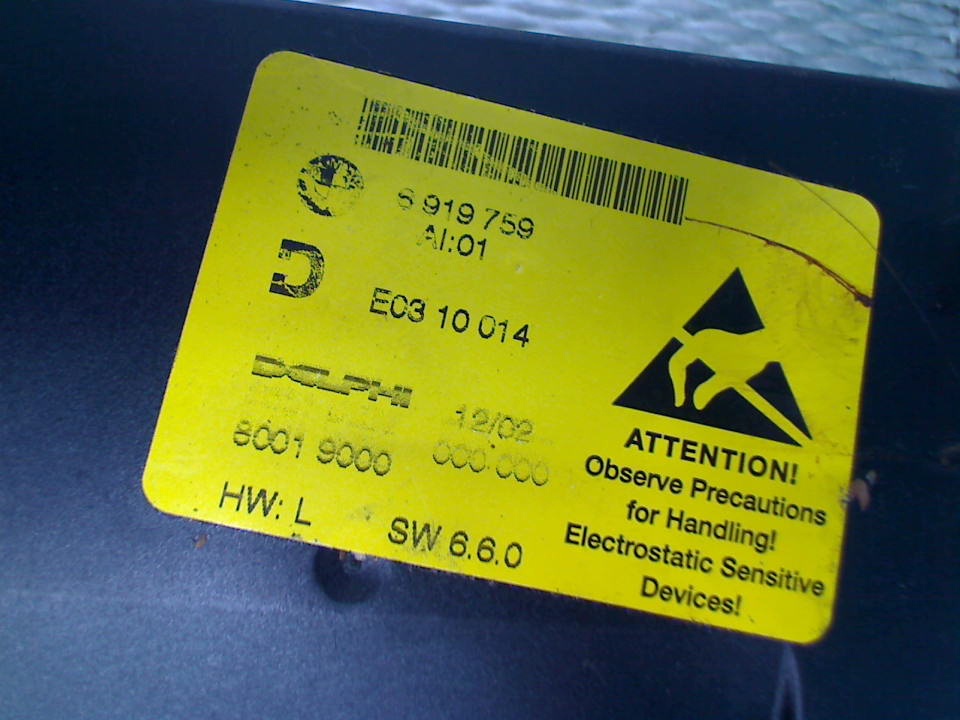 6 919 759
AI:01
E03 10 014
DELPHI
12/02
8001 9000
000.000
HW: L
SW 6.6.0
ATTENTION!
Observe Precautions
for Handling!
Electrostatic Sensitive
Devices!